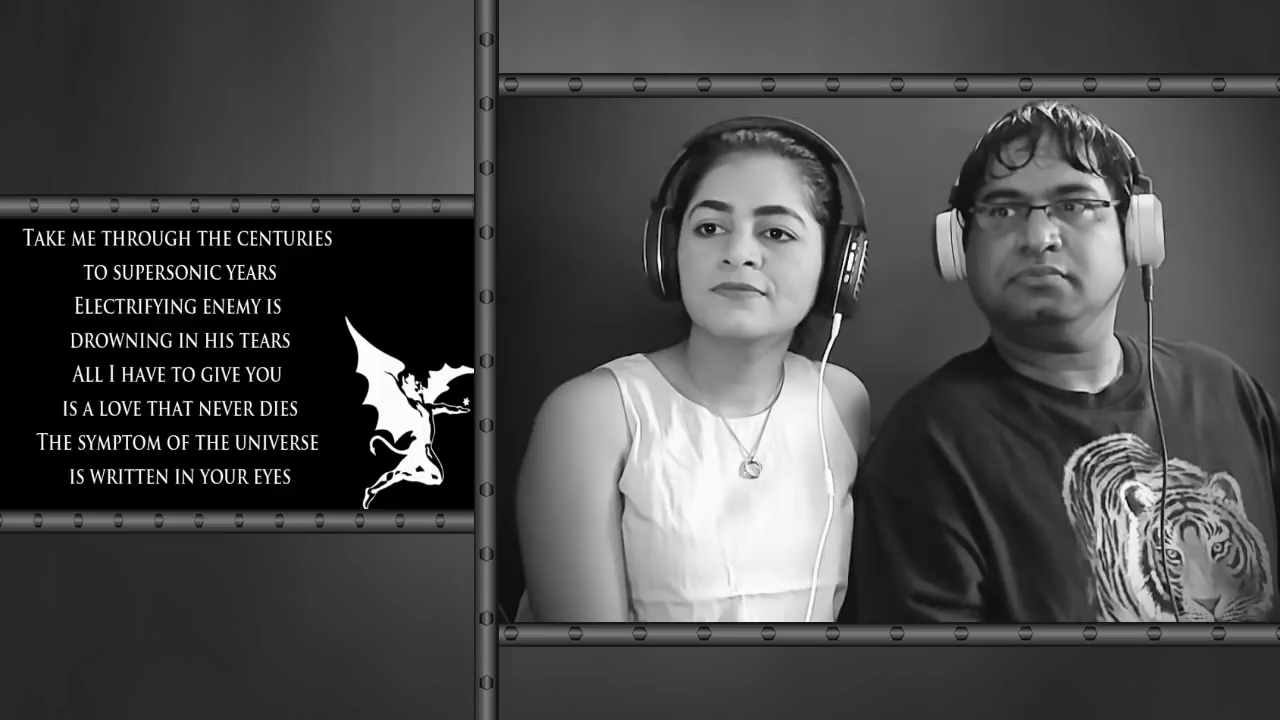 Take me through the centuries
to supersonic years
Electrifying enemy is
drowning in his tears
All I have to give you
is a love that never dies
The symptom of the universe
is written in your eyes